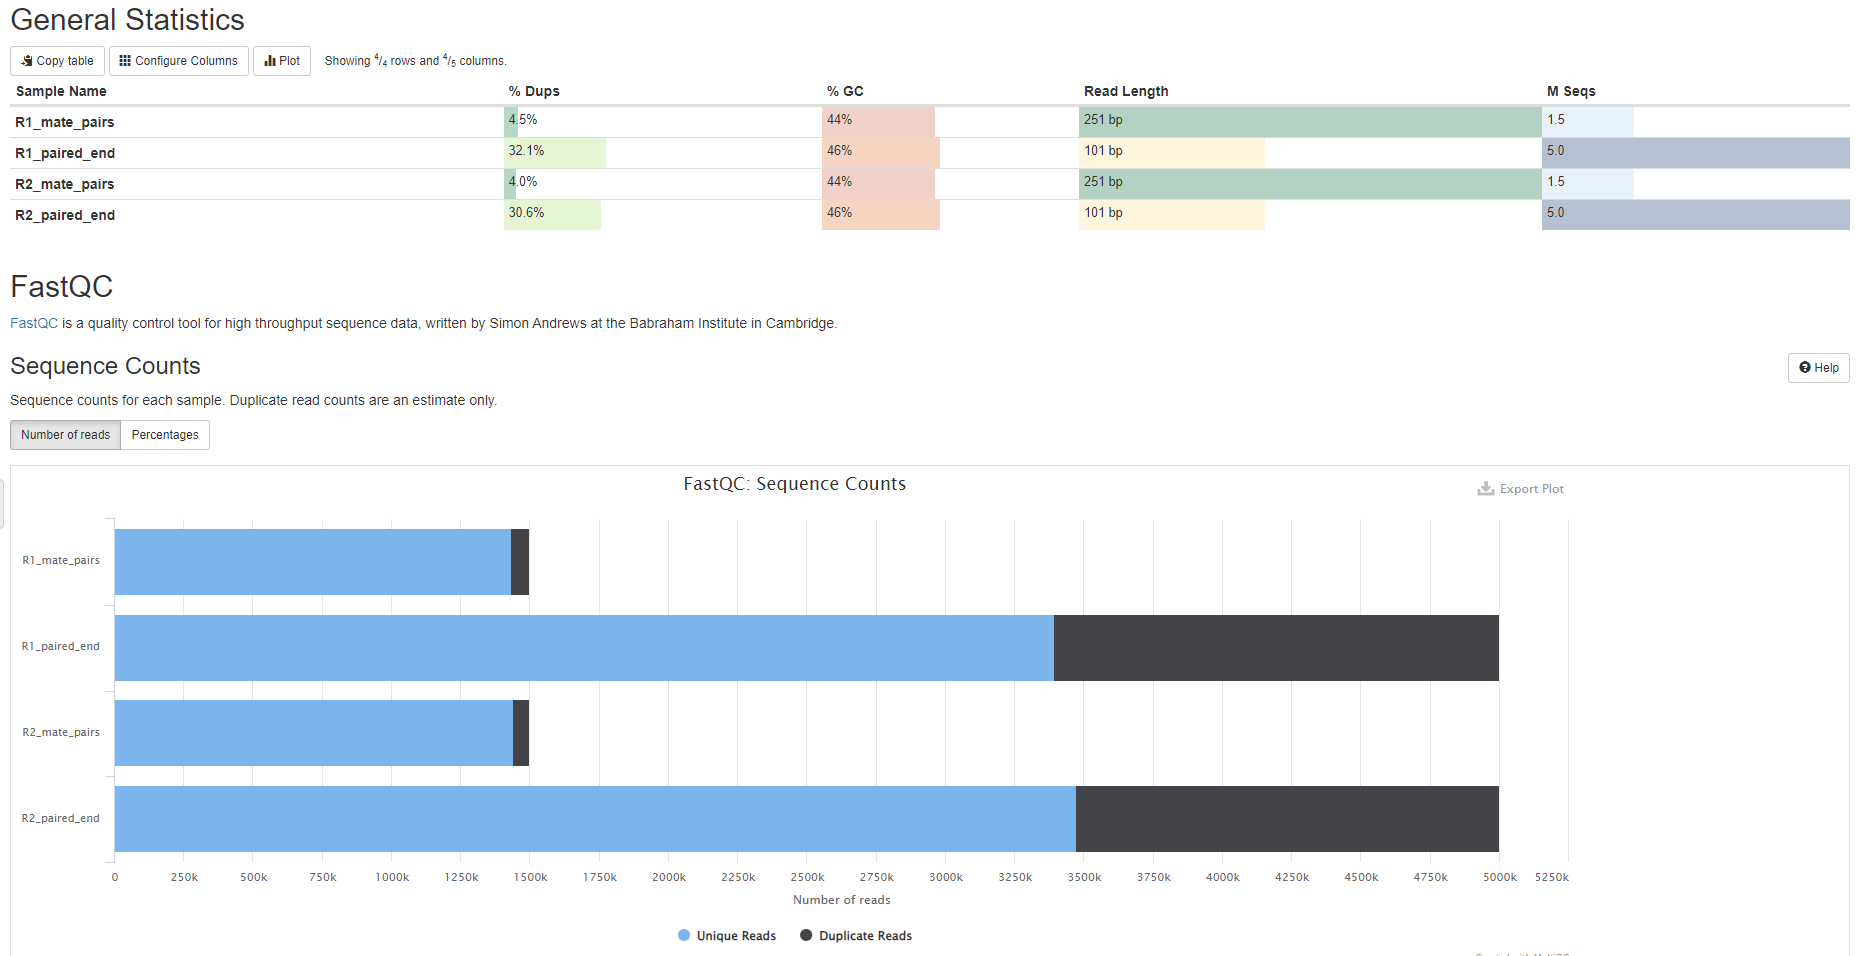 General Statistics
Copy table Configure Columns Plot Showing 4/4 rows and 4/5 columns.
Sample Name % Dups % GC Read Length M Seqs
R1_mate_pairs 4.5% 44% 251 bp 1.5
R1_paired_end 32.1% 46% 101 bp 5.0
R2_mate_pairs 4.0% 44% 251 bp 1.5
R2_paired_end 30.6% 46% 101 bp 5.0
FastQC
FastQC is a quality control tool for high throughput sequence data, written by Simon Andrews at the Babraham Institute in Cambridge.
Sequence Counts
Help
Sequence counts for each sample. Duplicate read counts are an estimate only.
Number of reads Percentages
FastQC: Sequence Counts
Export Plot
R1_mate_pairs
R1_paired_end
R2_mate_pairs
R2_paired_end
0 250k 500k 750k 1000k 1250k 1500k 1750k 2000k 2250k 2500k 2750k 3000k 3250k 3500k 3750k 4000k 4250k 4500k 4750k 5000k 5250k
Number of reads
Unique Reads Duplicate Reads